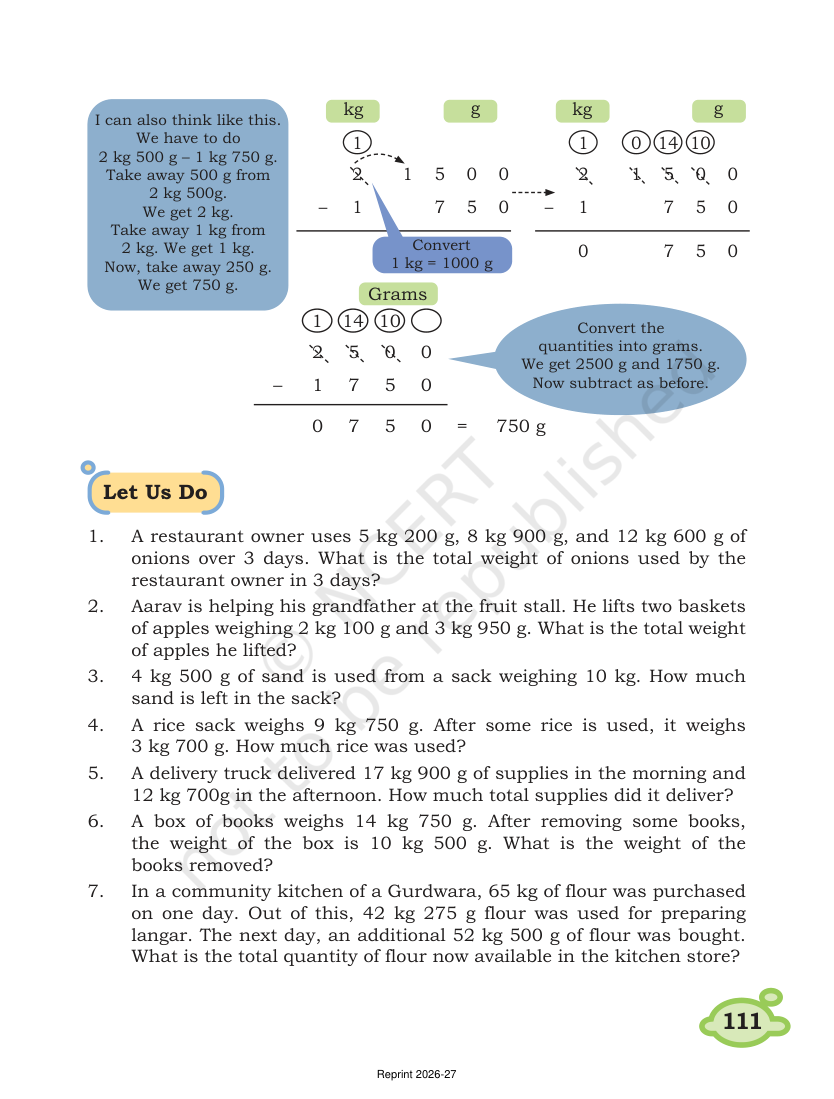 I can also think like this.
We have to do
2 kg 500 g – 1 kg 750 g.
Take away 500 g from
2 kg 500g.
We get 2 kg.
Take away 1 kg from
2 kg. We get 1 kg.
Now, take away 250 g.
We get 750 g.
kg g
1
2 1 5 0 0
– 1 7 5 0
Convert
1 kg = 1000 g
kg g
1 0 14 10
2 1 5 0 0
– 1 7 5 0
0 7 5 0
Grams
1 14 10
2 5 0 0
– 1 7 5 0
0 7 5 0 = 750 g
Convert the
quantities into grams.
We get 2500 g and 1750 g.
Now subtract as before.
Let Us Do
1. A restaurant owner uses 5 kg 200 g, 8 kg 900 g, and 12 kg 600 g of
onions over 3 days. What is the total weight of onions used by the
restaurant owner in 3 days?
2. Aarav is helping his grandfather at the fruit stall. He lifts two baskets
of apples weighing 2 kg 100 g and 3 kg 950 g. What is the total weight
of apples he lifted?
3. 4 kg 500 g of sand is used from a sack weighing 10 kg. How much
sand is left in the sack?
4. A rice sack weighs 9 kg 750 g. After some rice is used, it weighs
3 kg 700 g. How much rice was used?
5. A delivery truck delivered 17 kg 900 g of supplies in the morning and
12 kg 700g in the afternoon. How much total supplies did it deliver?
6. A box of books weighs 14 kg 750 g. After removing some books,
the weight of the box is 10 kg 500 g. What is the weight of the
books removed?
7. In a community kitchen of a Gurdwara, 65 kg of flour was purchased
on one day. Out of this, 42 kg 275 g flour was used for preparing
langar. The next day, an additional 52 kg 500 g of flour was bought.
What is the total quantity of flour now available in the kitchen store?
© NCERT
not to be republished
111
Reprint 2026-27